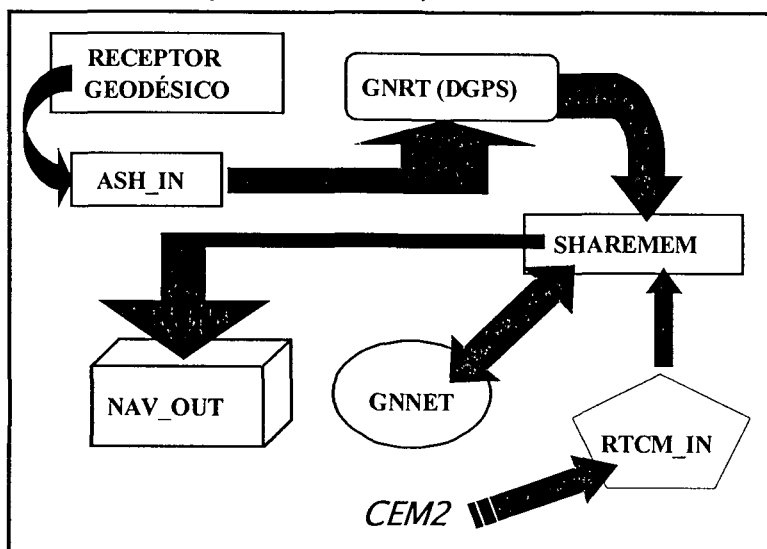 RECEPTOR
GEODÉSICO
GNRT (DGPS)
ASH_IN
SHAREMEM
NAV_OUT
GNNET
RTCM_IN
CEM2